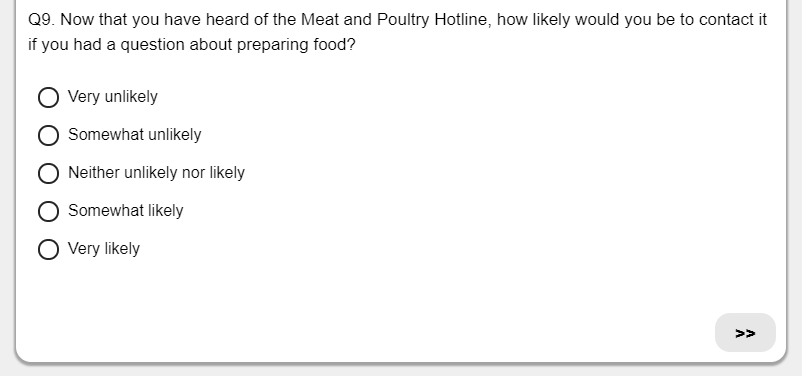 Q9. Now that you have heard of the Meat and Poultry Hotline, how likely would you be to contact it
if you had a question about preparing food?
Very unlikely
Somewhat unlikely
Neither unlikely nor likely
Somewhat likely
Very likely
>>